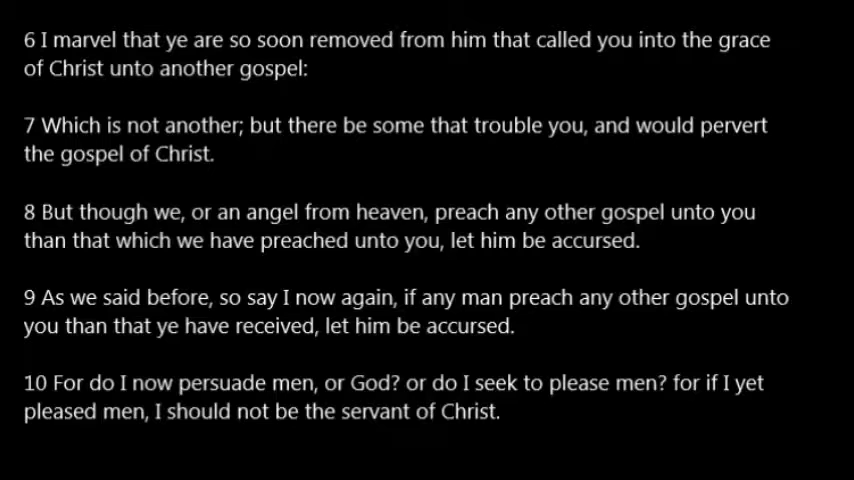 6 I marvel that ye are so soon removed from him that called you into the grace
of Christ unto another gospel:
7 Which is not another; but there be some that trouble you, and would pervert
the gospel of Christ.
8 But though we, or an angel from heaven, preach any other gospel unto you
than that which we have preached unto you, let him be accursed.
9 As we said before, so say I now again, if any man preach any other gospel unto
you than that ye have received, let him be accursed.
10 For do I now persuade men, or God? or do I seek to please men? for if I yet
pleased men, I should not be the servant of Christ.